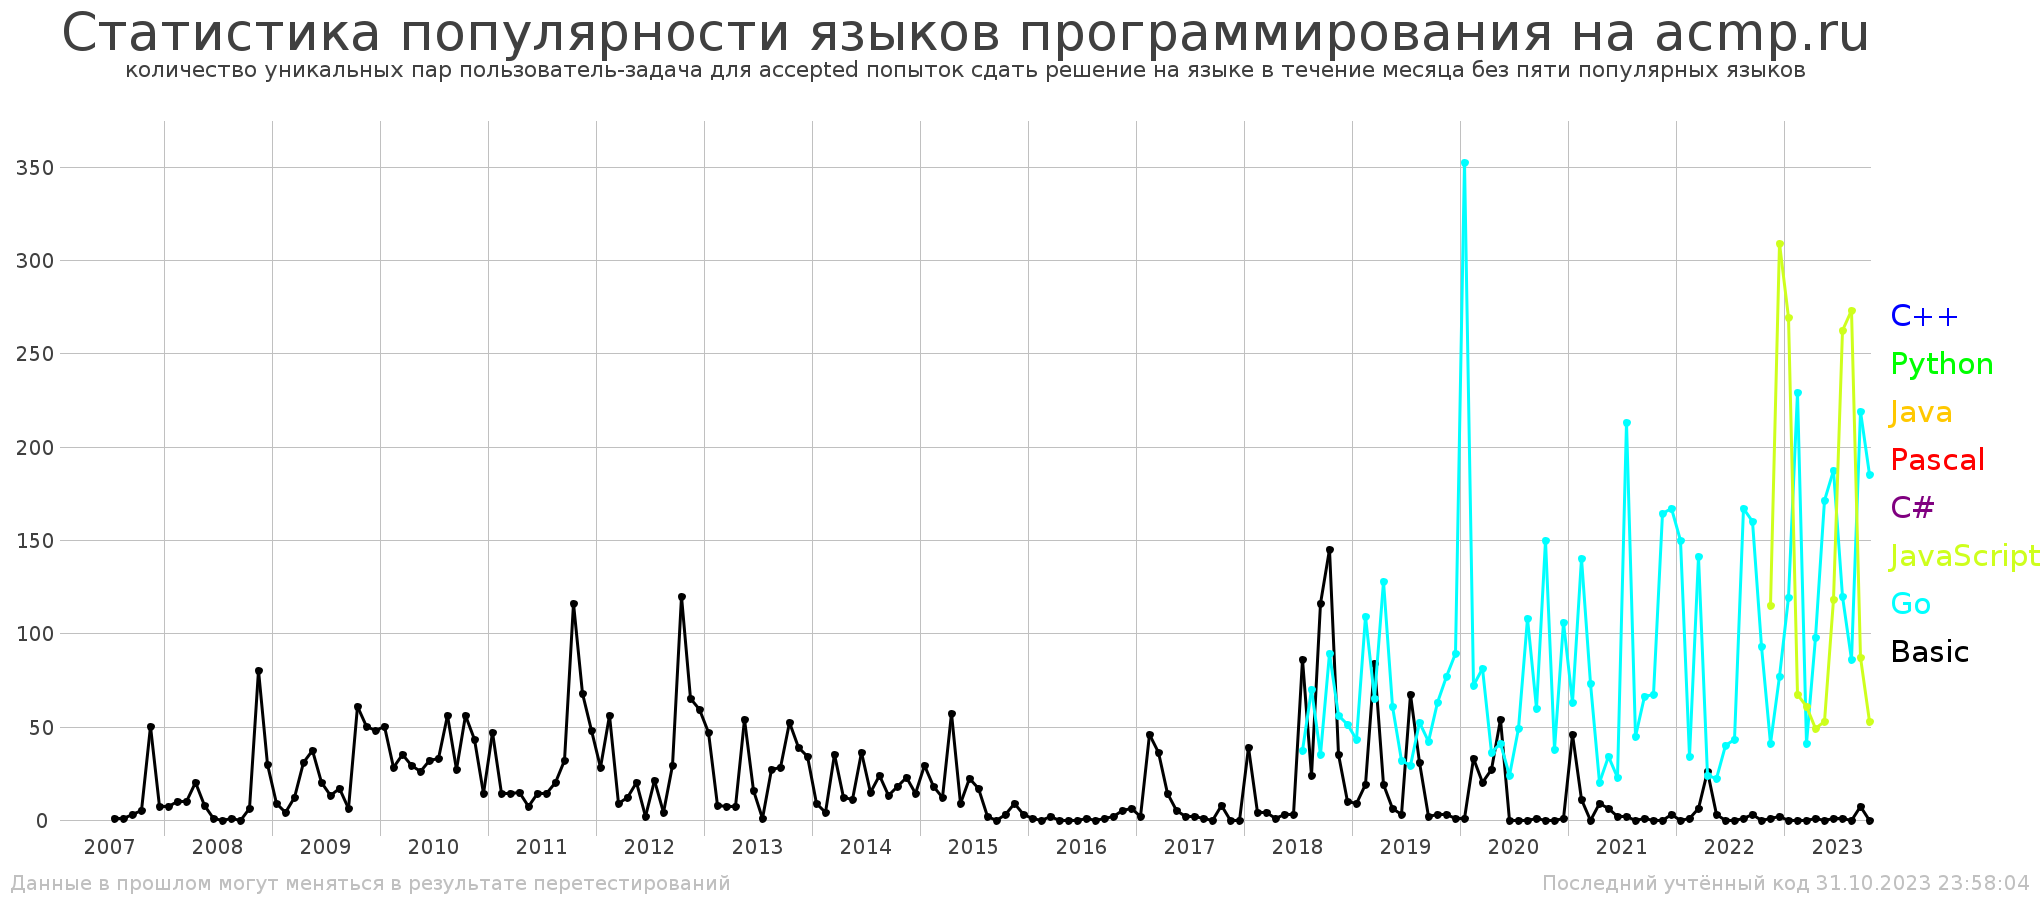 Статистика популярности языков программирования на acmp.ru
количество уникальных пар пользователь-задача для accepted попыток сдать решение на языке в течение месяца без пяти популярных языков
350
300
250
200
150
100
50
0
C++
Python
Java
Pascal
C#
JavaScript
Go
Basic
2007 2008 2009 2010 2011 2012 2013 2014 2015 2016 2017 2018 2019 2020 2021 2022 2023
Данные в прошлом могут меняться в результате перетестирований
Последний учтённый код 31.10.2023 23:58:04